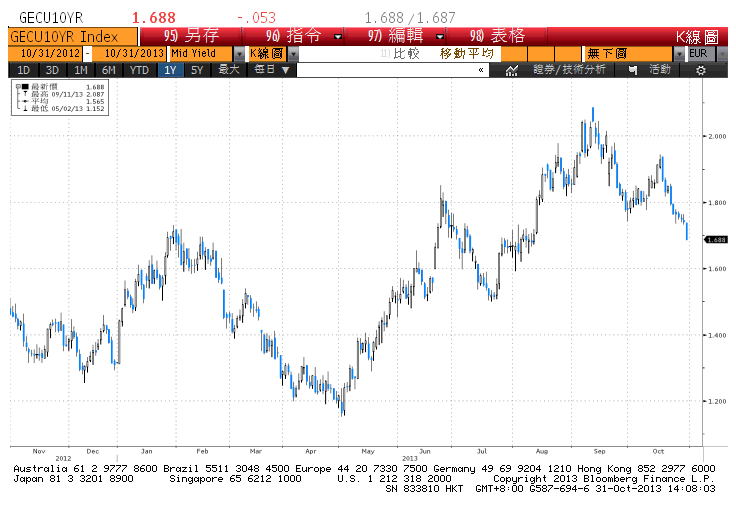 GECU10YR 1.688 -.053 1.688 /1.687
GECU10YR Index 95) 另存 96) 指令 97) 編輯 98) 表格 K線圖
10/31/2012 - 10/31/2013 Mid Yield K線圖 比較 移動平均 無下圖 EUR
1D 3D 1M 6M YTD 1Y 5Y 最大 每日 ▼ « 證券/技術分析 活動
最新價 1.688
最高 09/11/13 2.087
平均 1.565
最低 05/02/13 1.152
2.000
1.800
1.688
1.600
1.400
1.200
Nov Dec Jan Feb Mar Apr May Jun Jul Aug Sep Oct
2012 2013
Australia 61 2 9777 8600 Brazil 5511 3048 4500 Europe 44 20 7330 7500 Germany 49 69 9204 1210 Hong Kong 852 2977 6000
Japan 81 3 3201 8900 Singapore 65 6212 1000 U.S. 1 212 318 2000 Copyright 2013 Bloomberg Finance L.P.
SN 833810 HKT GMT+8:00 G587-694-6 31-Oct-2013 14:08:03